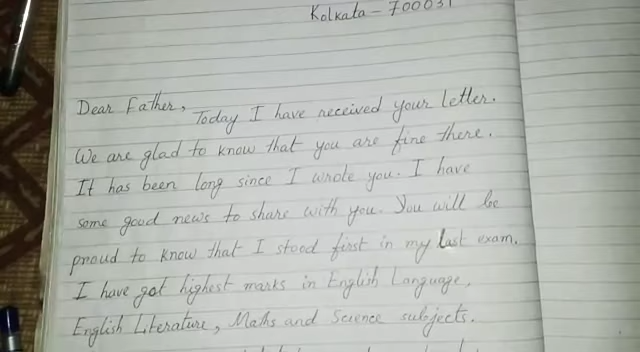 Kolkata - 700031
Dear Father,
Today I have received your letter.
We are glad to know that you are fine there.
It has been long since I wrote you. I have
some good news to share with you. You will be
proud to know that I stood first in my last exam.
I have got highest marks in English Language,
English Literature, Maths and Science subjects.